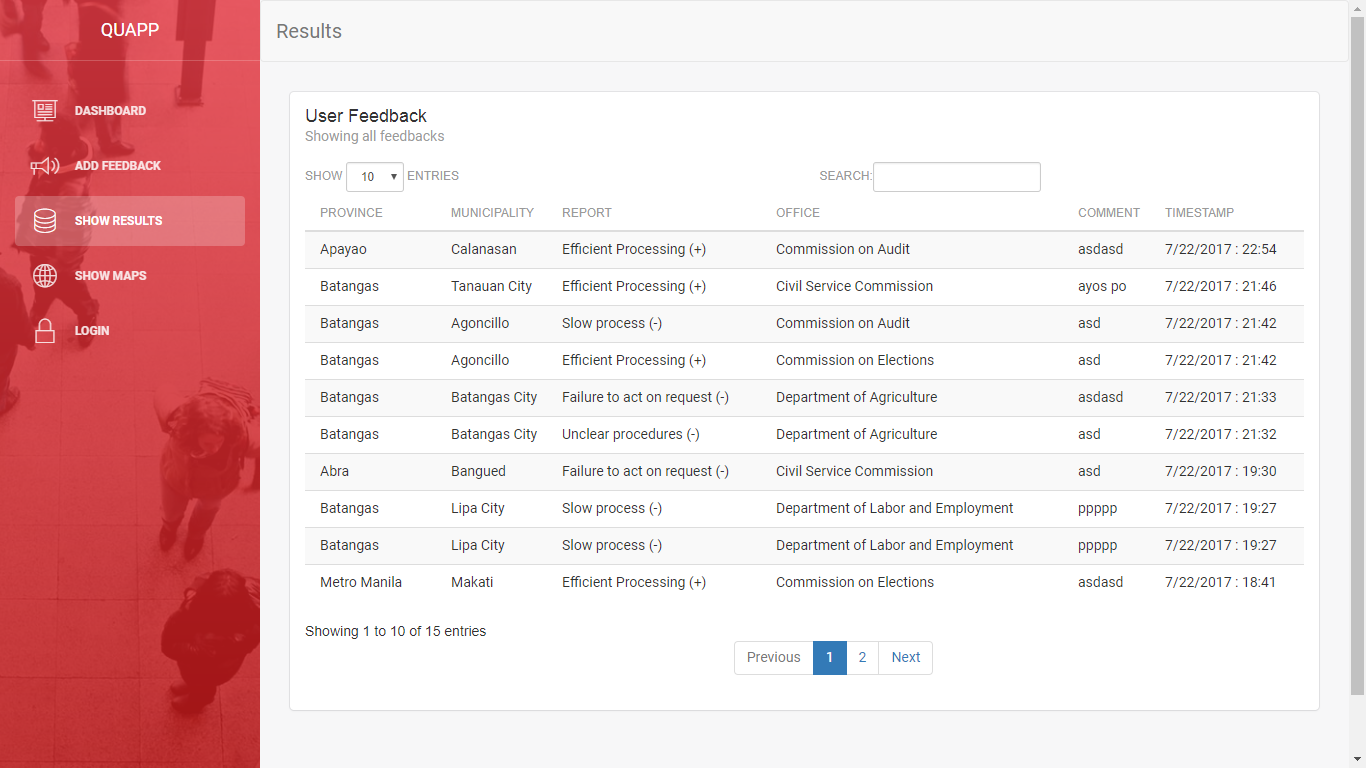 QUAPP
DASHBOARD
ADD FEEDBACK
SHOW RESULTS
SHOW MAPS
LOGIN
Results
User Feedback
Showing all feedbacks
SHOW 10 ENTRIES SEARCH:
PROVINCE MUNICIPALITY REPORT OFFICE COMMENT TIMESTAMP
Apayao Calanasan Efficient Processing (+) Commission on Audit asdasd 7/22/2017 : 22:54
Batangas Tanauan City Efficient Processing (+) Civil Service Commission ayos po 7/22/2017 : 21:46
Batangas Agoncillo Slow process (-) Commission on Audit asd 7/22/2017 : 21:42
Batangas Agoncillo Efficient Processing (+) Commission on Elections asd 7/22/2017 : 21:42
Batangas Batangas City Failure to act on request (-) Department of Agriculture asdasd 7/22/2017 : 21:33
Batangas Batangas City Unclear procedures (-) Department of Agriculture asd 7/22/2017 : 21:32
Abra Bangued Failure to act on request (-) Civil Service Commission asd 7/22/2017 : 19:30
Batangas Lipa City Slow process (-) Department of Labor and Employment ppppp 7/22/2017 : 19:27
Batangas Lipa City Slow process (-) Department of Labor and Employment ppppp 7/22/2017 : 19:27
Metro Manila Makati Efficient Processing (+) Commission on Elections asdasd 7/22/2017 : 18:41
Showing 1 to 10 of 15 entries
Previous 1 2 Next